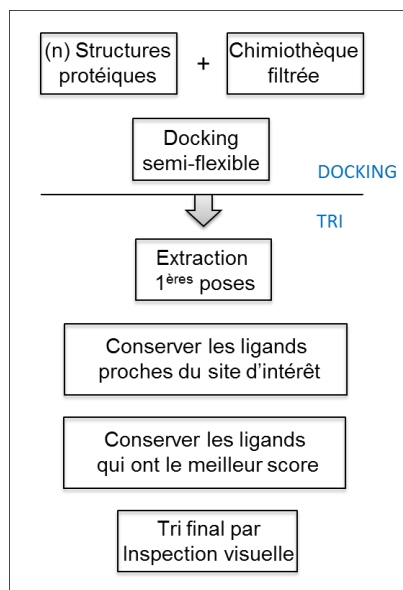 (n) Structures
protéiques
+
Chimiothèque
filtrée
Docking
semi-flexible
DOCKING
TRI
Extraction
1ères poses
Conserver les ligands
proches du site d'intérêt
Conserver les ligands
qui ont le meilleur score
Tri final par
Inspection visuelle